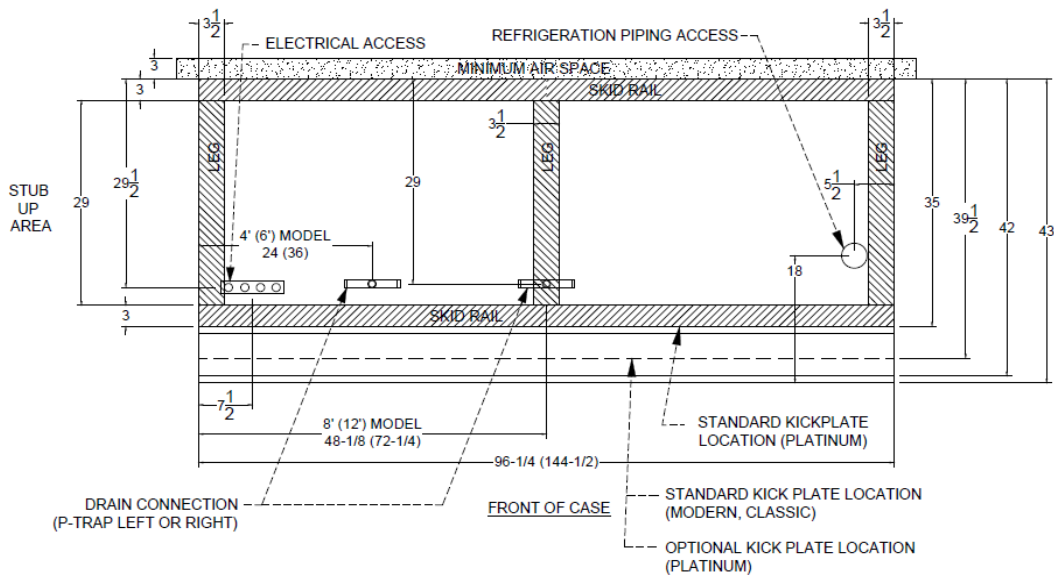 3 1/2
3 1/2
ELECTRICAL ACCESS
REFRIGERATION PIPING ACCESS
3
MINIMUM AIR SPACE
3
SKID RAIL
LEG
3 1/2
LEG
LEG
STUB
UP
AREA
29
29 1/2
29
5 1/2
35
39 1/2
42
43
4' (6') MODEL
24 (36)
18
3
SKID RAIL
7 1/2
8' (12') MODEL
48-1/8 (72-1/4)
STANDARD KICKPLATE
LOCATION (PLATINUM)
96-1/4 (144-1/2)
DRAIN CONNECTION
(P-TRAP LEFT OR RIGHT)
FRONT OF CASE
STANDARD KICK PLATE LOCATION
(MODERN, CLASSIC)
OPTIONAL KICK PLATE LOCATION
(PLATINUM)